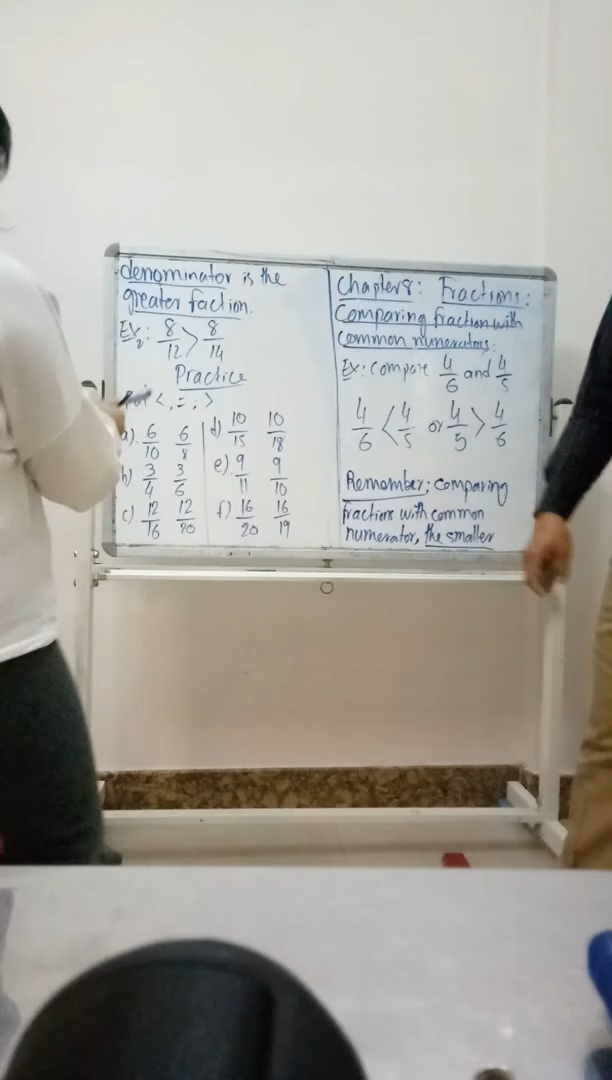 Chapter 8: Fractions:
Comparing fraction with
common numerators:
Ex: compare 4/6 and 4/5
4/6 < 4/5 or 4/5 > 4/6
Remember: comparing
fractions with common
numerator, the smaller
denominator is the
greater faction.
Ex2: 8/12 > 8/14
Practice
<, =, >
a) 6/10 6/8
b) 3/4 3/6
c) 12/16 12/20
d) 10/15 10/18
e) 9/11 9/10
f) 16/20 16/19